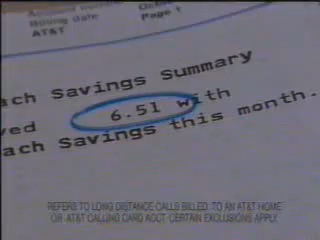 Billing date
AT&T
Page 1
ach Savings Summary
ved 6.51 with
ach Savings this month.
REFERS TO LONG DISTANCE CALLS BILLED TO AN AT&T HOME
OR AT&T CALLING CARD ACCT. CERTAIN EXCLUSIONS APPLY.